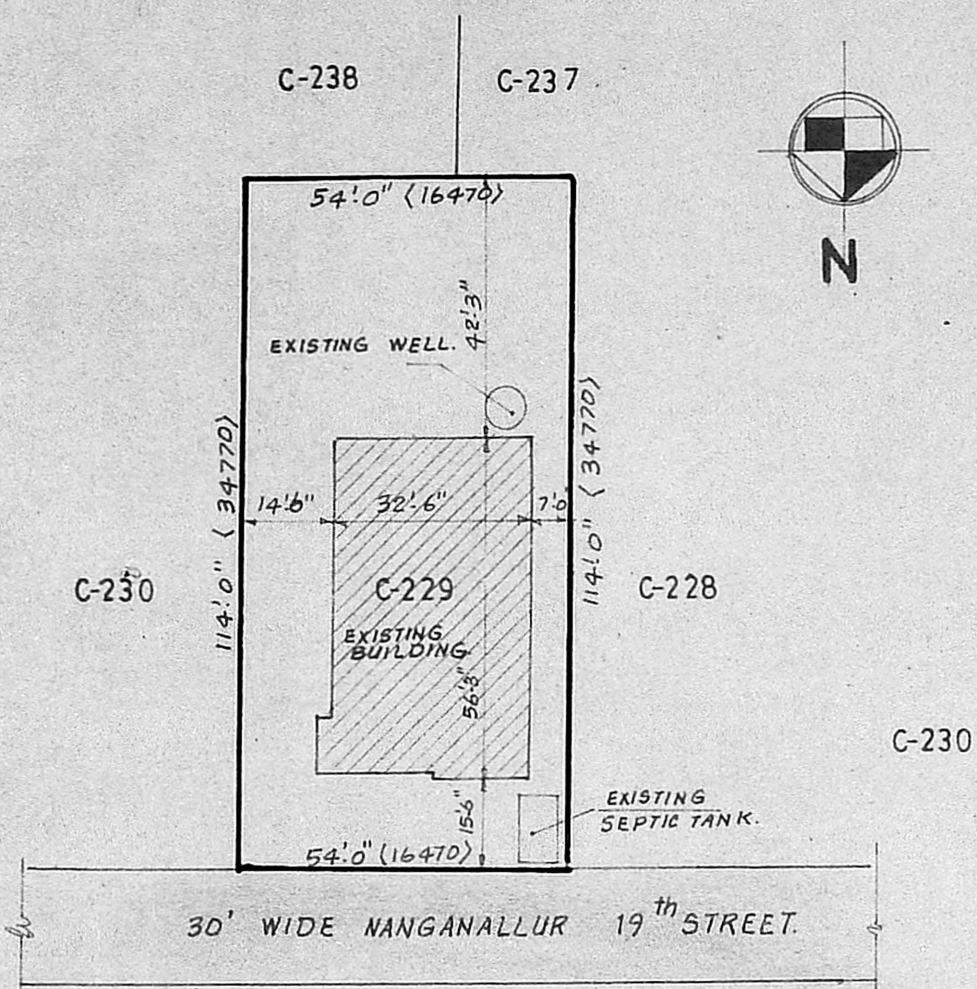 C-238
C-237
N
54'.0" (16470)
42'.3"
EXISTING WELL.
114'.0" ( 34770)
114'.0" ( 34770)
14'.6"
32'.6"
7'.0"
C-230
C-229
C-228
EXISTING
BUILDING.
56'.3"
C-230
EXISTING
SEPTIC TANK.
15'.6"
54'.0" (16470)
30' WIDE NANGANALLUR 19th STREET.